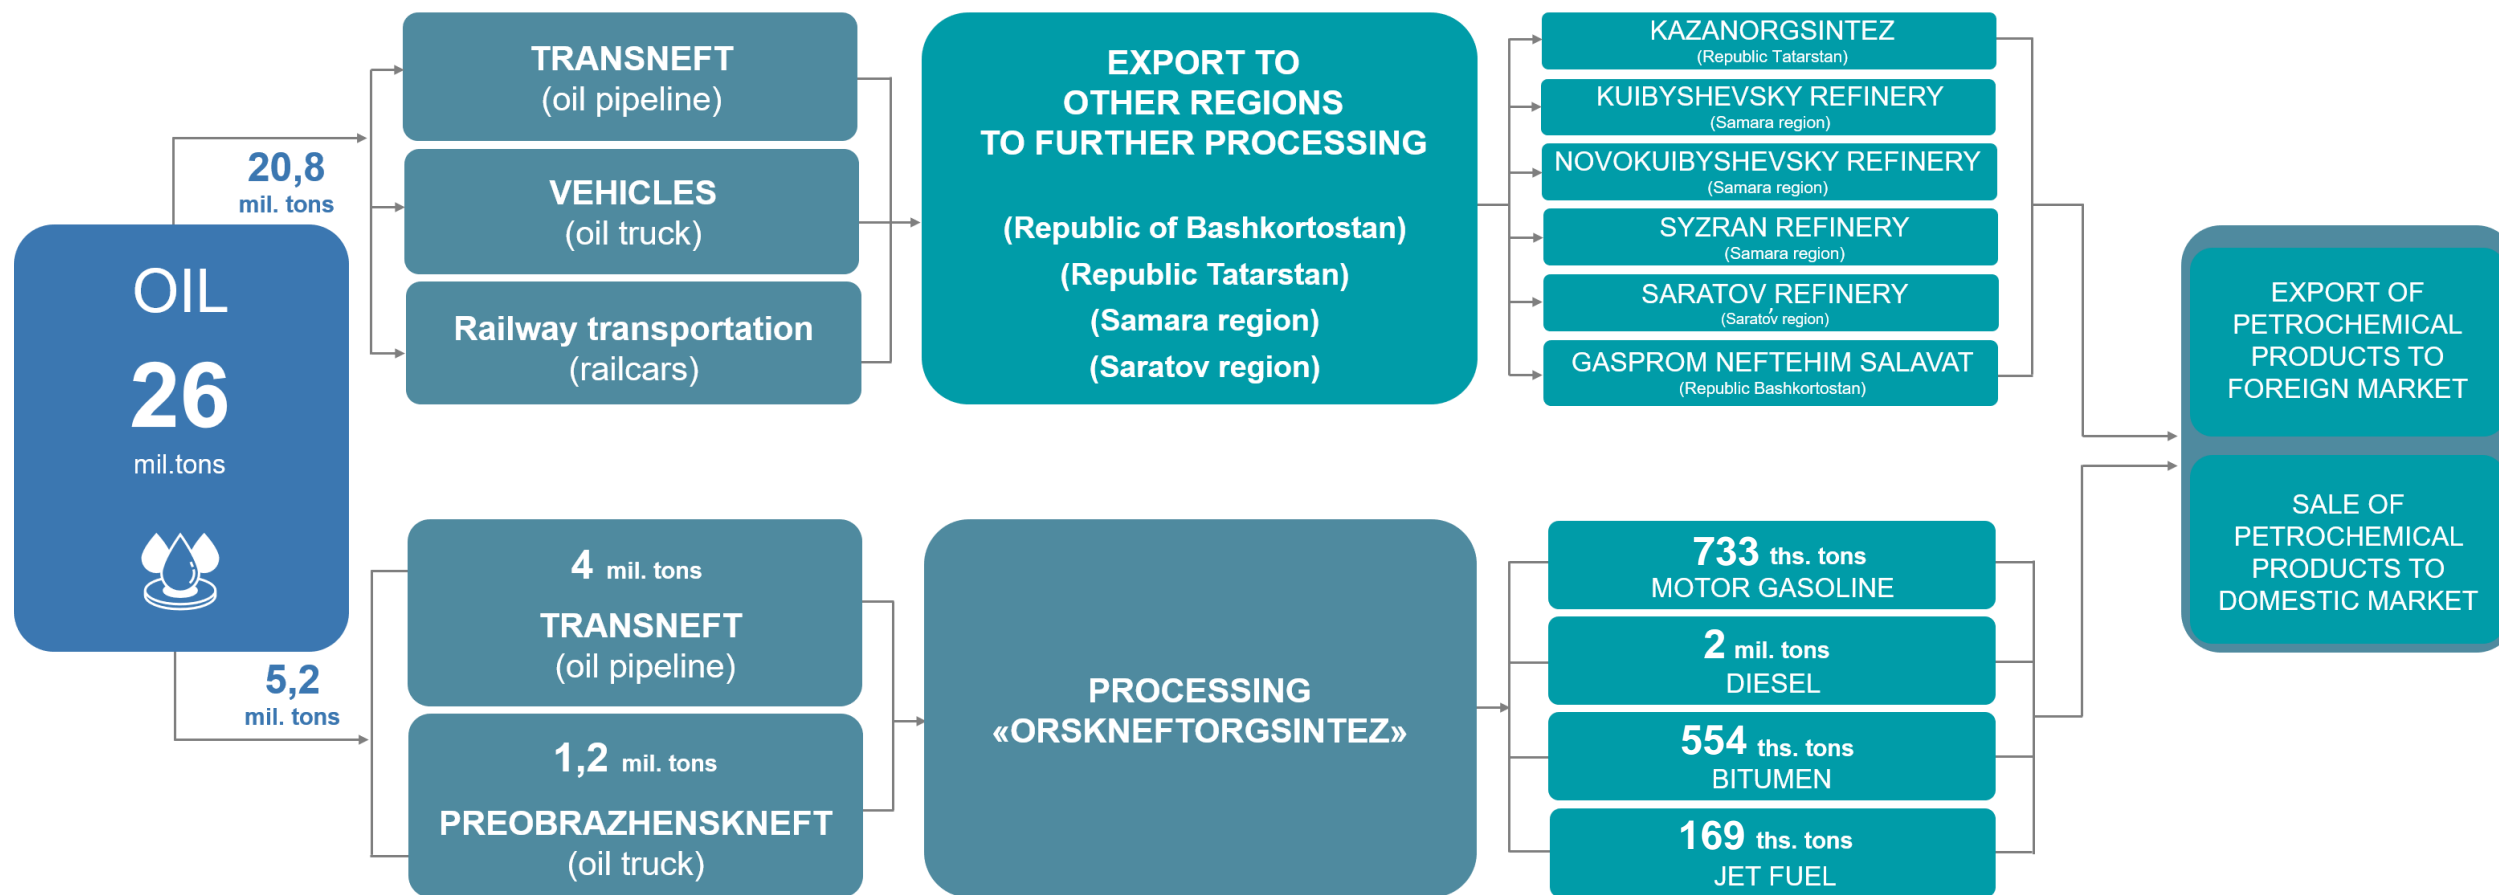 OIL
26
mil.tons
20,8
mil. tons
5,2
mil. tons
TRANSNEFT
(oil pipeline)
VEHICLES
(oil truck)
Railway transportation
(railcars)
EXPORT TO
OTHER REGIONS
TO FURTHER PROCESSING
(Republic of Bashkortostan)
(Republic Tatarstan)
(Samara region)
(Saratov region)
KAZANORGSINTEZ
(Republic Tatarstan)
KUIBYSHEVSKY REFINERY
(Samara region)
NOVOKUIBYSHEVSKY REFINERY
(Samara region)
SYZRAN REFINERY
(Samara region)
SARATOV REFINERY
(Saratov region)
GASPROM NEFTEHIM SALAVAT
(Republic Bashkortostan)
4 mil. tons
TRANSNEFT
(oil pipeline)
1,2 mil. tons
PREOBRAZHENSKNEFT
(oil truck)
PROCESSING
«ORSKNEFTORGSINTEZ»
733 ths. tons
MOTOR GASOLINE
2 mil. tons
DIESEL
554 ths. tons
BITUMEN
169 ths. tons
JET FUEL
EXPORT OF
PETROCHEMICAL
PRODUCTS TO
FOREIGN MARKET
SALE OF
PETROCHEMICAL
PRODUCTS TO
DOMESTIC MARKET